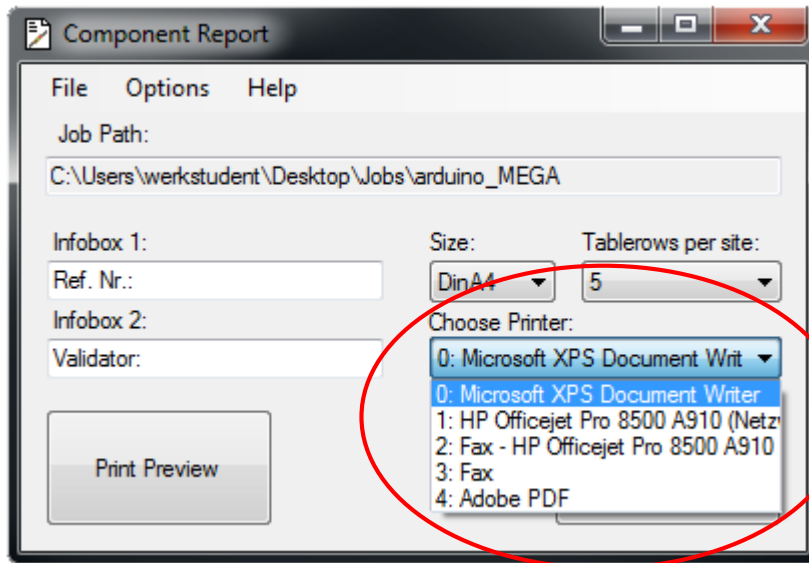 Component Report
File Options Help
Job Path:
C:\Users\werkstudent\Desktop\Jobs\arduino_MEGA
Infobox 1:
Size:
Tablerows per site:
Ref. Nr.:
DinA4
5
Infobox 2:
Choose Printer:
Validator:
0: Microsoft XPS Document Writ
0: Microsoft XPS Document Writer
1: HP Officejet Pro 8500 A910 (Netz
2: Fax - HP Officejet Pro 8500 A910
3: Fax
4: Adobe PDF
Print Preview